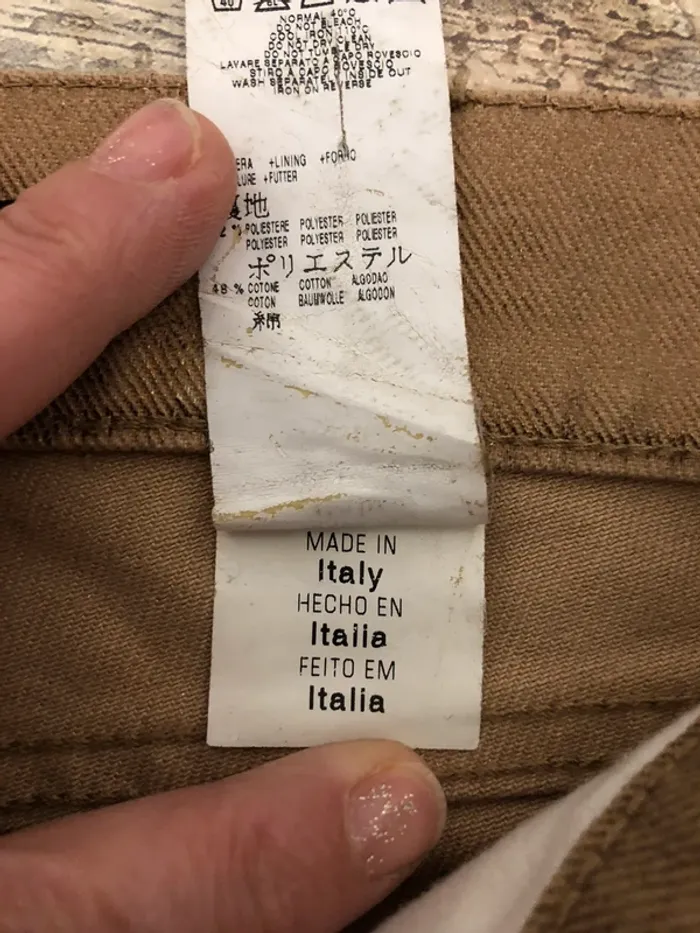 NORMAL 40°C
DO NOT BLEACH
COOL IRON 110°C
DO NOT DRY CLEAN
DO NOT TUMBLE DRY
LAVARE SEPARATO A CAPO ROVESCIO
STIRO A CAPO ROVESCIO
WASH SEPARATELY INSIDE OUT
IRON ON REVERSE
+LINING +FORRO
+FUTTER
裏地
% POLIESTERE POLYESTER POLIESTER
POLYESTER POLYESTER POLIESTER
ポリエステル
48 % COTONE COTTON ALGODAO
COTON BAUMWOLLE ALGODON
綿
MADE IN
Italy
HECHO EN
Italia
FEITO EM
Italia